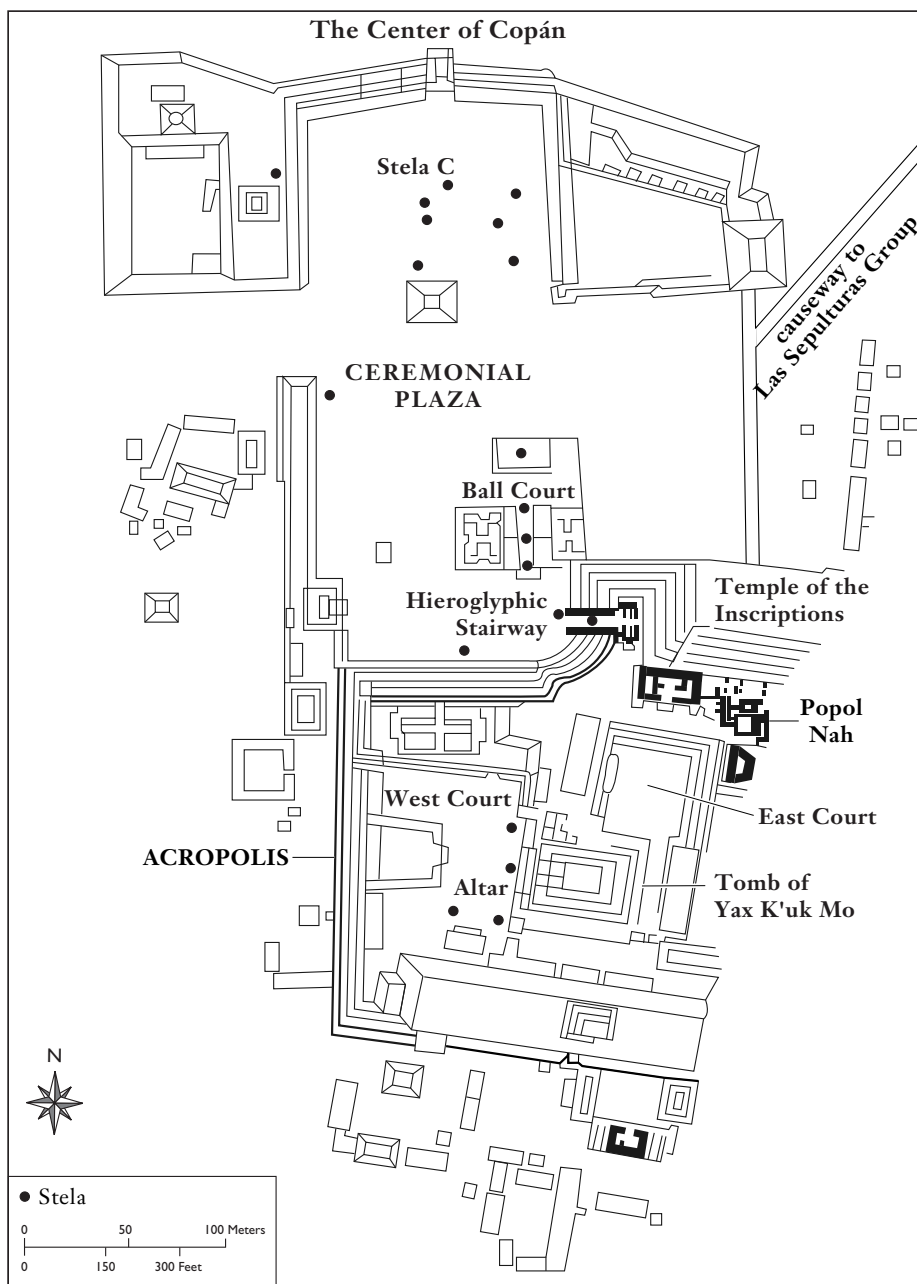 The Center of Copán
Stela C
causeway to
Las Sepulturas Group
CEREMONIAL
PLAZA
Ball Court
Hieroglyphic
Stairway
Temple of the
Inscriptions
Popol
Nah
West Court
East Court
ACROPOLIS
Altar
Tomb of
Yax K'uk Mo
N
Stela
0 50 100 Meters
0 150 300 Feet